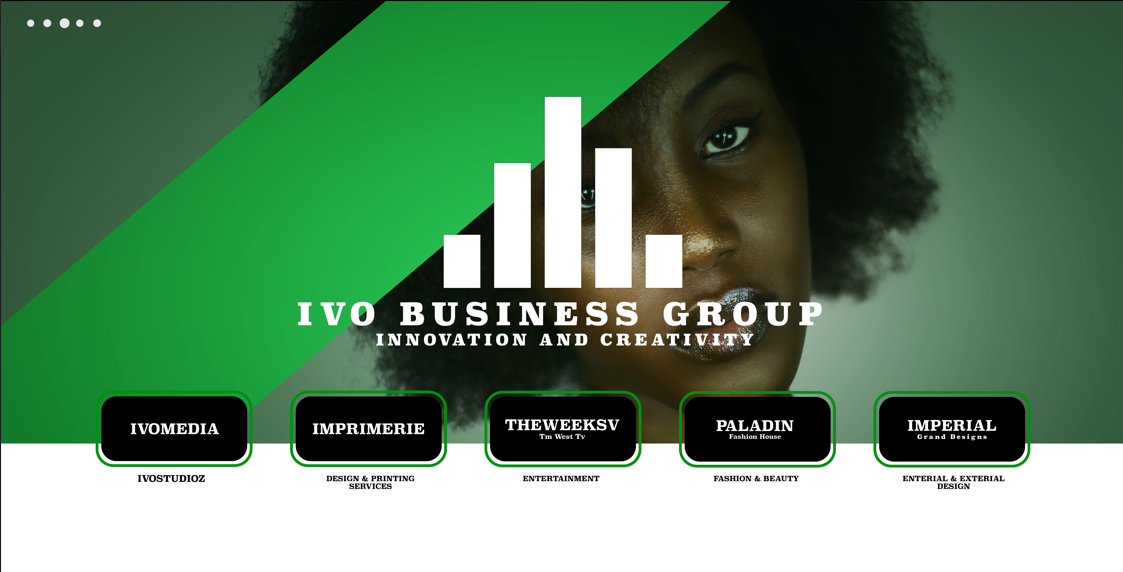 IVO BUSINESS GROUP
INNOVATION AND CREATIVITY
IVOMEDIA
IVOSTUDIOZ
IMPRIMERIE
DESIGN & PRINTING
SERVICES
THEWEEKSV
Tm West Tv
ENTERTAINMENT
PALADIN
Fashion House
FASHION & BEAUTY
IMPERIAL
Grand Designs
ENTERIAL & EXTERIAL
DESIGN